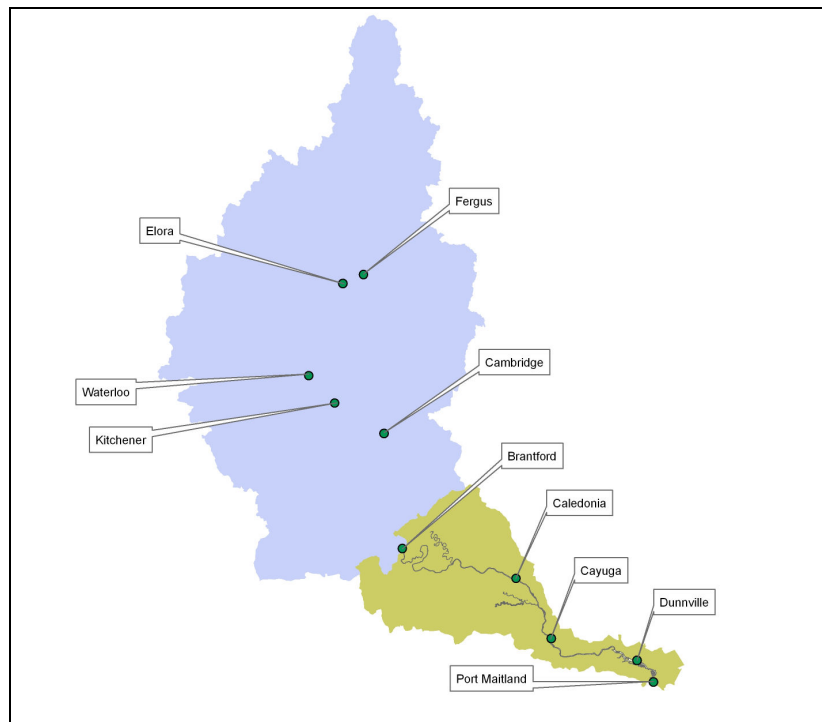 Fergus
Elora
Cambridge
Waterloo
Kitchener
Brantford
Caledonia
Cayuga
Dunnville
Port Maitland